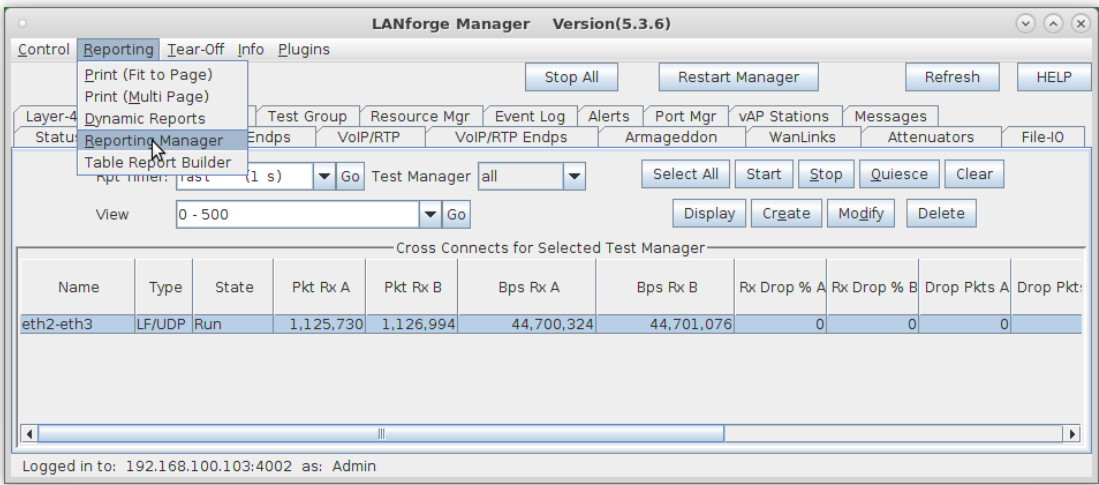 LANforge Manager Version(5.3.6)
Control Reporting Tear-Off Info Plugins
Print (Fit to Page)
Print (Multi Page)
Dynamic Reports
Reporting Manager
Table Report Builder
Stop All Restart Manager Refresh HELP
Layer-4 Test Group Resource Mgr Event Log Alerts Port Mgr vAP Stations Messages
Status Endps VoIP/RTP VoIP/RTP Endps Armageddon WanLinks Attenuators File-IO
Rpt Timer: fast (1 s) Go Test Manager all Select All Start Stop Quiesce Clear
View 0 - 500 Go Display Create Modify Delete
Cross Connects for Selected Test Manager
Name Type State Pkt Rx A Pkt Rx B Bps Rx A Bps Rx B Rx Drop % A Rx Drop % B Drop Pkts A Drop Pkts
eth2-eth3 LF/UDP Run 1,125,730 1,126,994 44,700,324 44,701,076 0 0 0
Logged in to: 192.168.100.103:4002 as: Admin